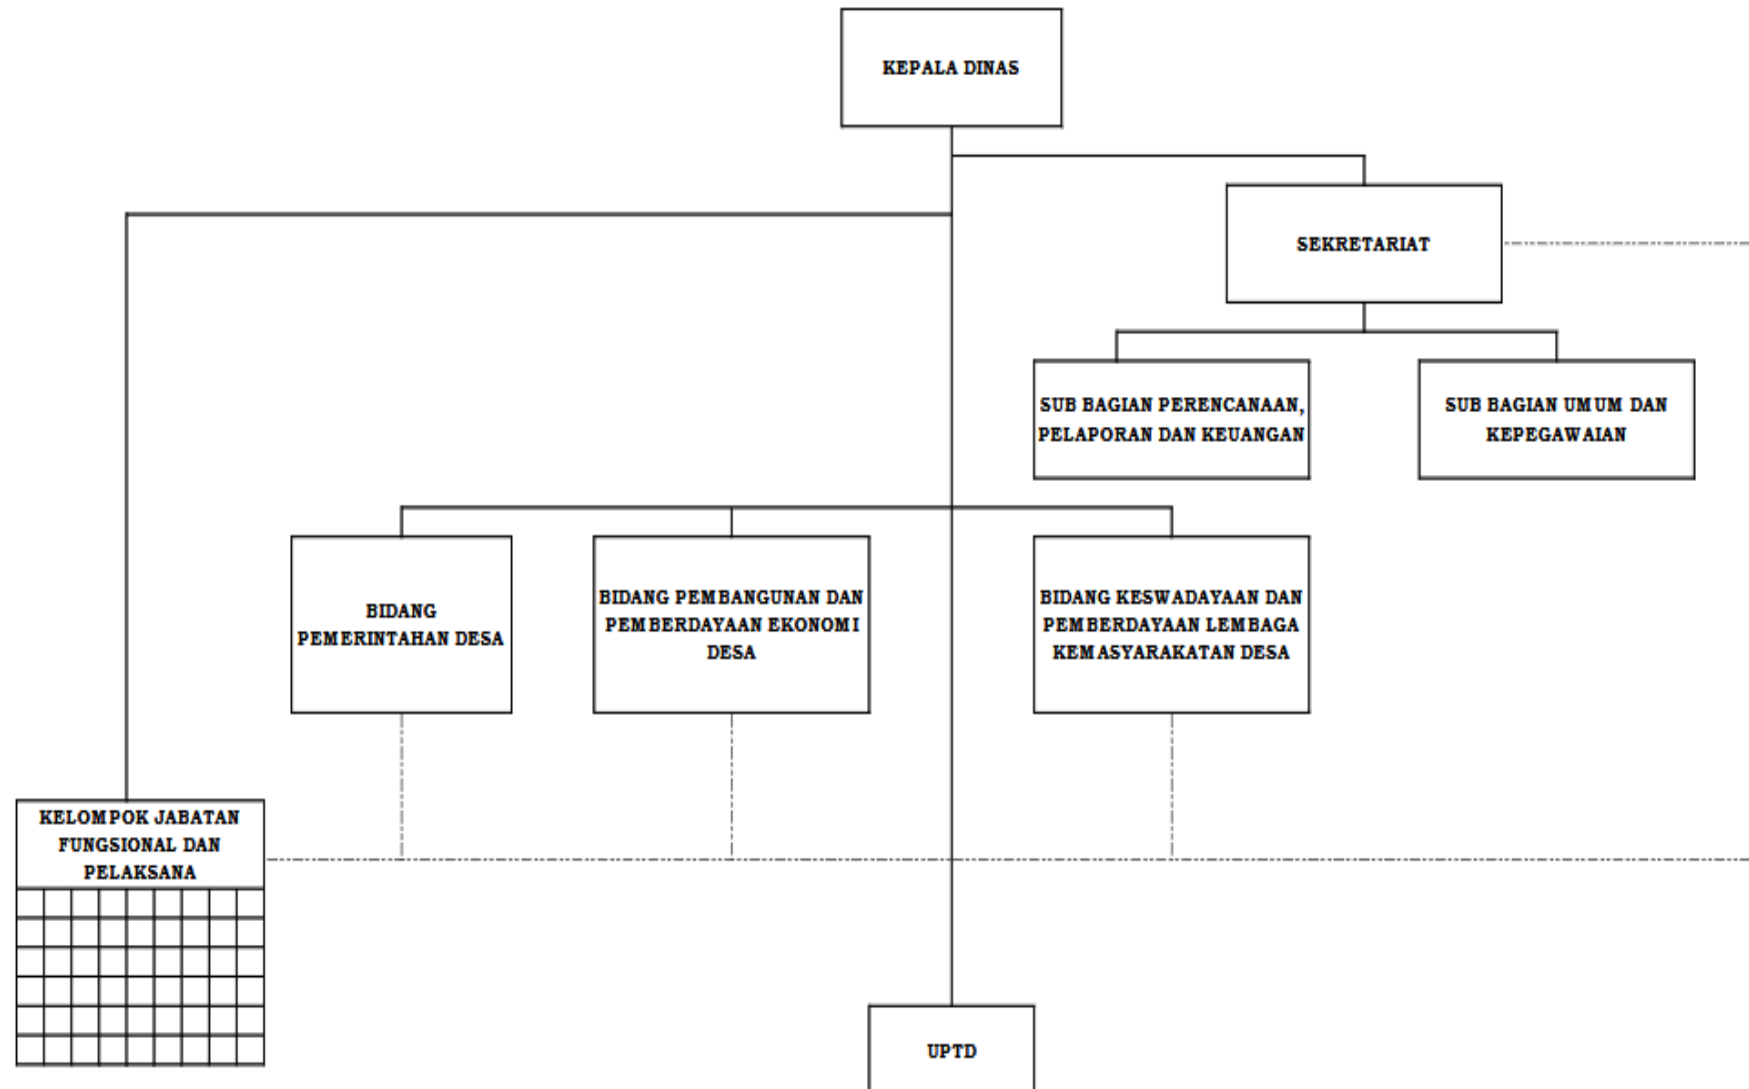 KEPALA DINAS
SEKRETARIAT
SUB BAGIAN PERENCANAAN,
PELAPORAN DAN KEUANGAN
SUB BAGIAN UMUM DAN
KEPEGAWAIAN
BIDANG
PEMERINTAHAN DESA
BIDANG PEMBANGUNAN DAN
PEMBERDAYAAN EKONOMI
DESA
BIDANG KESWADAYAAN DAN
PEMBERDAYAAN LEMBAGA
KEMASYARAKATAN DESA
KELOMPOK JABATAN
FUNGSIONAL DAN
PELAKSANA
UPTD